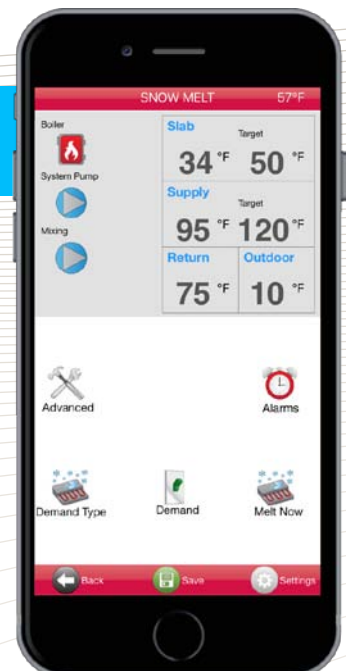 SNOW MELT 57°F
Boiler
System Pump
Mixing
Slab
Target
34 °F 50 °F
Supply
Target
95 °F 120 °F
Return Outdoor
75 °F 10 °F
Advanced Alarms
Demand Type Demand Melt Now
Back Save Settings